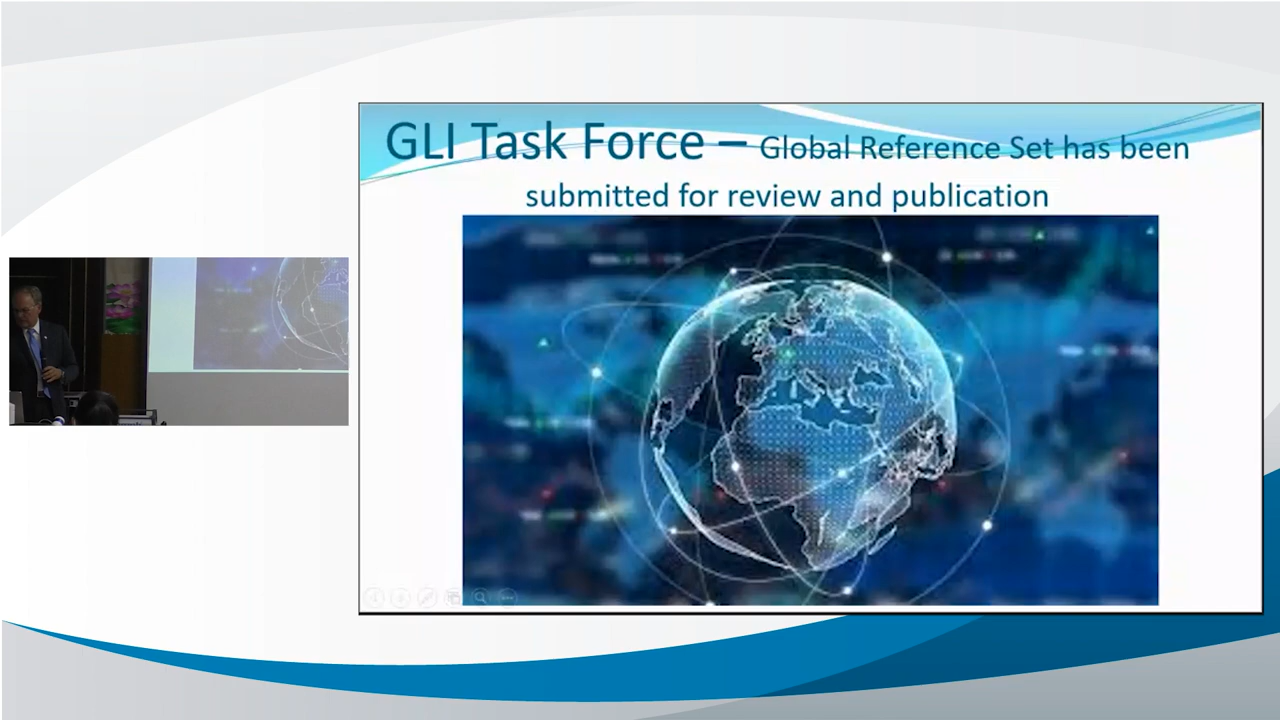 GLI Task Force – Global Reference Set has been
submitted for review and publication